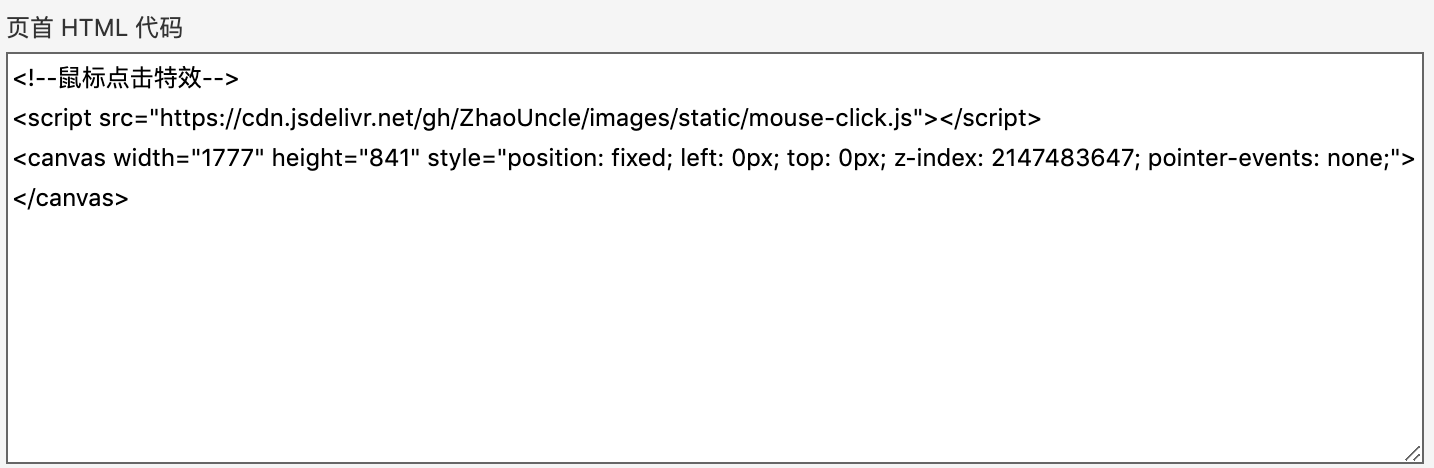 页首 HTML 代码
<!--鼠标点击特效-->
<script src="https://cdn.jsdelivr.net/gh/ZhaoUncle/images/static/mouse-click.js"></script>
<canvas width="1777" height="841" style="position: fixed; left: 0px; top: 0px; z-index: 2147483647; pointer-events: none;">
</canvas>